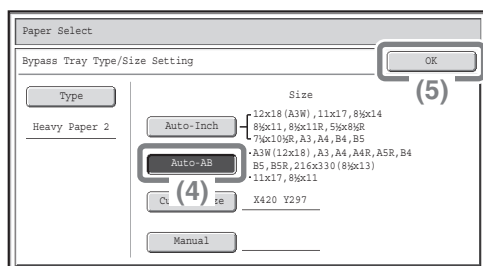 Paper Select
Bypass Tray Type/Size Setting
OK
(5)
Type
Heavy Paper 2
Size
Auto-Inch
12x18(A3W),11x17,8½x14
8½x11,8½x11R,5½x8½R
7¼x10½R,A3,A4,B4,B5
Auto-AB
(4)
·A3W(12x18),A3,A4,A4R,A5R,B4
B5,B5R,216x330(8½x13)
·11x17,8½x11
X420 Y297
Manual